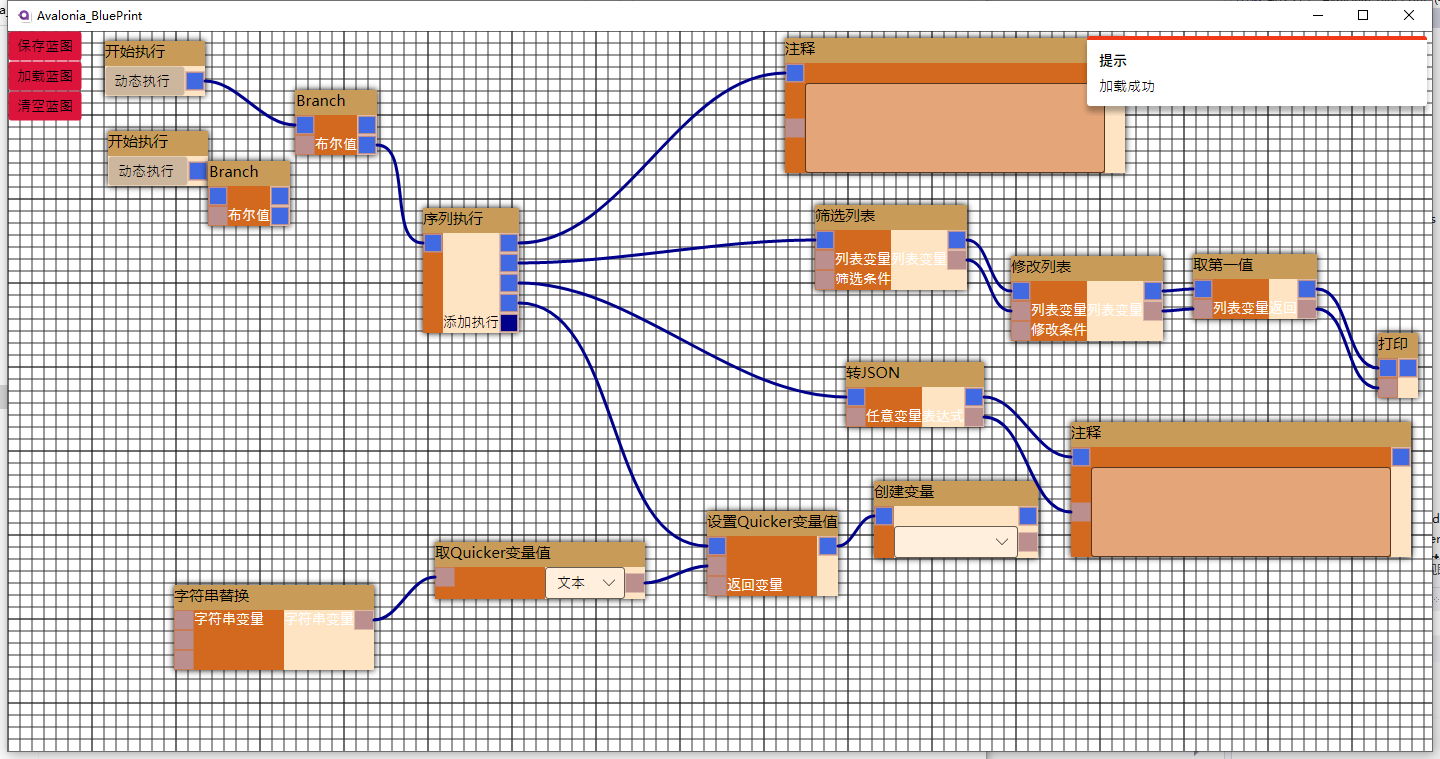 Avalonia_BluePrint
保存蓝图
加载蓝图
清空蓝图
开始执行
动态执行
Branch
布尔值
开始执行
动态执行
Branch
布尔值
注释
提示
加载成功
序列执行
添加执行
筛选列表
列表变量列表变量
筛选条件
修改列表
列表变量列表变量
修改条件
取第一值
列表变量返回
打印
转JSON
任意变量表达式
注释
创建变量
设置Quicker变量值
返回变量
取Quicker变量值
文本
字符串替换
字符串变量 字符串变量